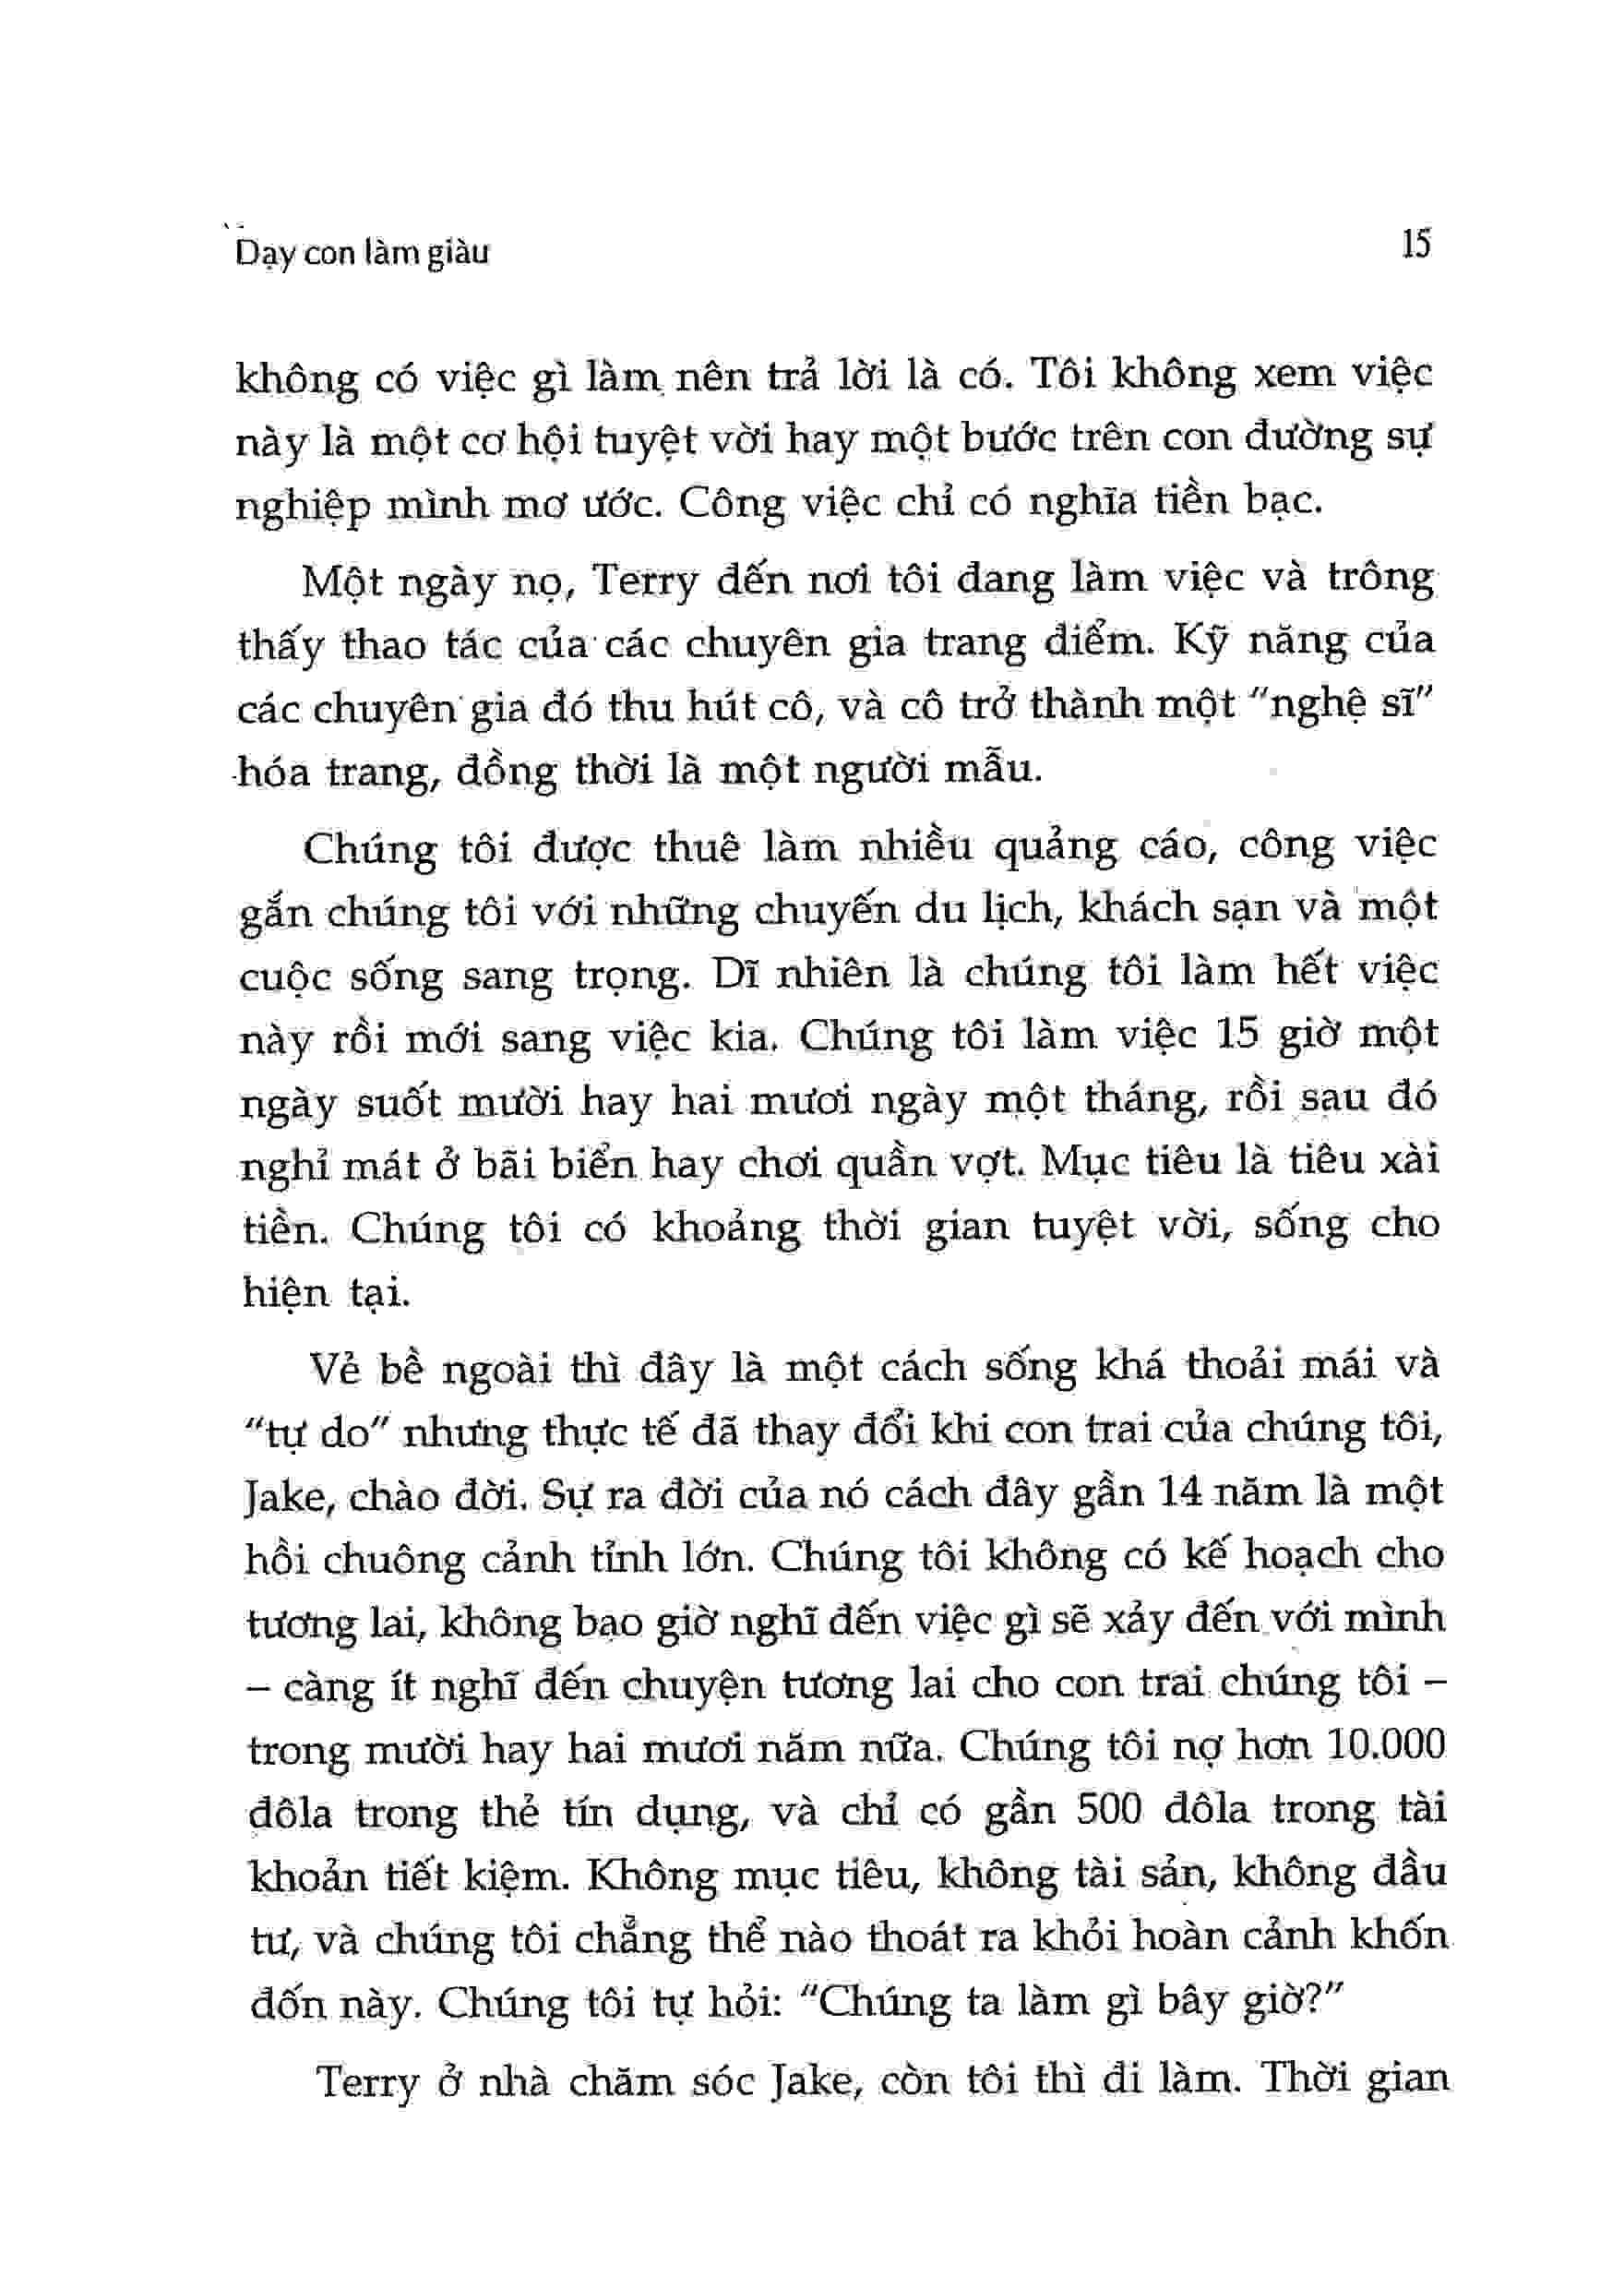 Dạy con làm giàu
15
không có việc gì làm nên trả lời là có. Tôi không xem việc
này là một cơ hội tuyệt vời hay một bước trên con đường sự
nghiệp mình mơ ước. Công việc chỉ có nghĩa tiền bạc.
Một ngày nọ, Terry đến nơi tôi đang làm việc và trông
thấy thao tác của các chuyên gia trang điểm. Kỹ năng của
các chuyên gia đó thu hút cô, và cô trở thành một "nghệ sĩ"
hóa trang, đồng thời là một người mẫu.
Chúng tôi được thuê làm nhiều quảng cáo, công việc
gắn chúng tôi với những chuyến du lịch, khách sạn và một
cuộc sống sang trọng. Dĩ nhiên là chúng tôi làm hết việc
này rồi mới sang việc kia. Chúng tôi làm việc 15 giờ một
ngày suốt mười hay hai mươi ngày một tháng, rồi sau đó
nghỉ mát ở bãi biển hay chơi quần vợt. Mục tiêu là tiêu xài
tiền. Chúng tôi có khoảng thời gian tuyệt vời, sống cho
hiện tại.
Vẻ bề ngoài thì đây là một cách sống khá thoải mái và
"tự do" nhưng thực tế đã thay đổi khi con trai của chúng tôi,
Jake, chào đời. Sự ra đời của nó cách đây gần 14 năm là một
hồi chuông cảnh tỉnh lớn. Chúng tôi không có kế hoạch cho
tương lai, không bao giờ nghĩ đến việc gì sẽ xảy đến với mình
– càng ít nghĩ đến chuyện tương lai cho con trai chúng tôi –
trong mười hay hai mươi năm nữa. Chúng tôi nợ hơn 10.000
đôla trong thẻ tín dụng, và chỉ có gần 500 đôla trong tài
khoản tiết kiệm. Không mục tiêu, không tài sản, không đầu
tư, và chúng tôi chẳng thể nào thoát ra khỏi hoàn cảnh khốn
đốn này. Chúng tôi tự hỏi: "Chúng ta làm gì bây giờ?"
Terry ở nhà chăm sóc Jake, còn tôi thì đi làm. Thời gian